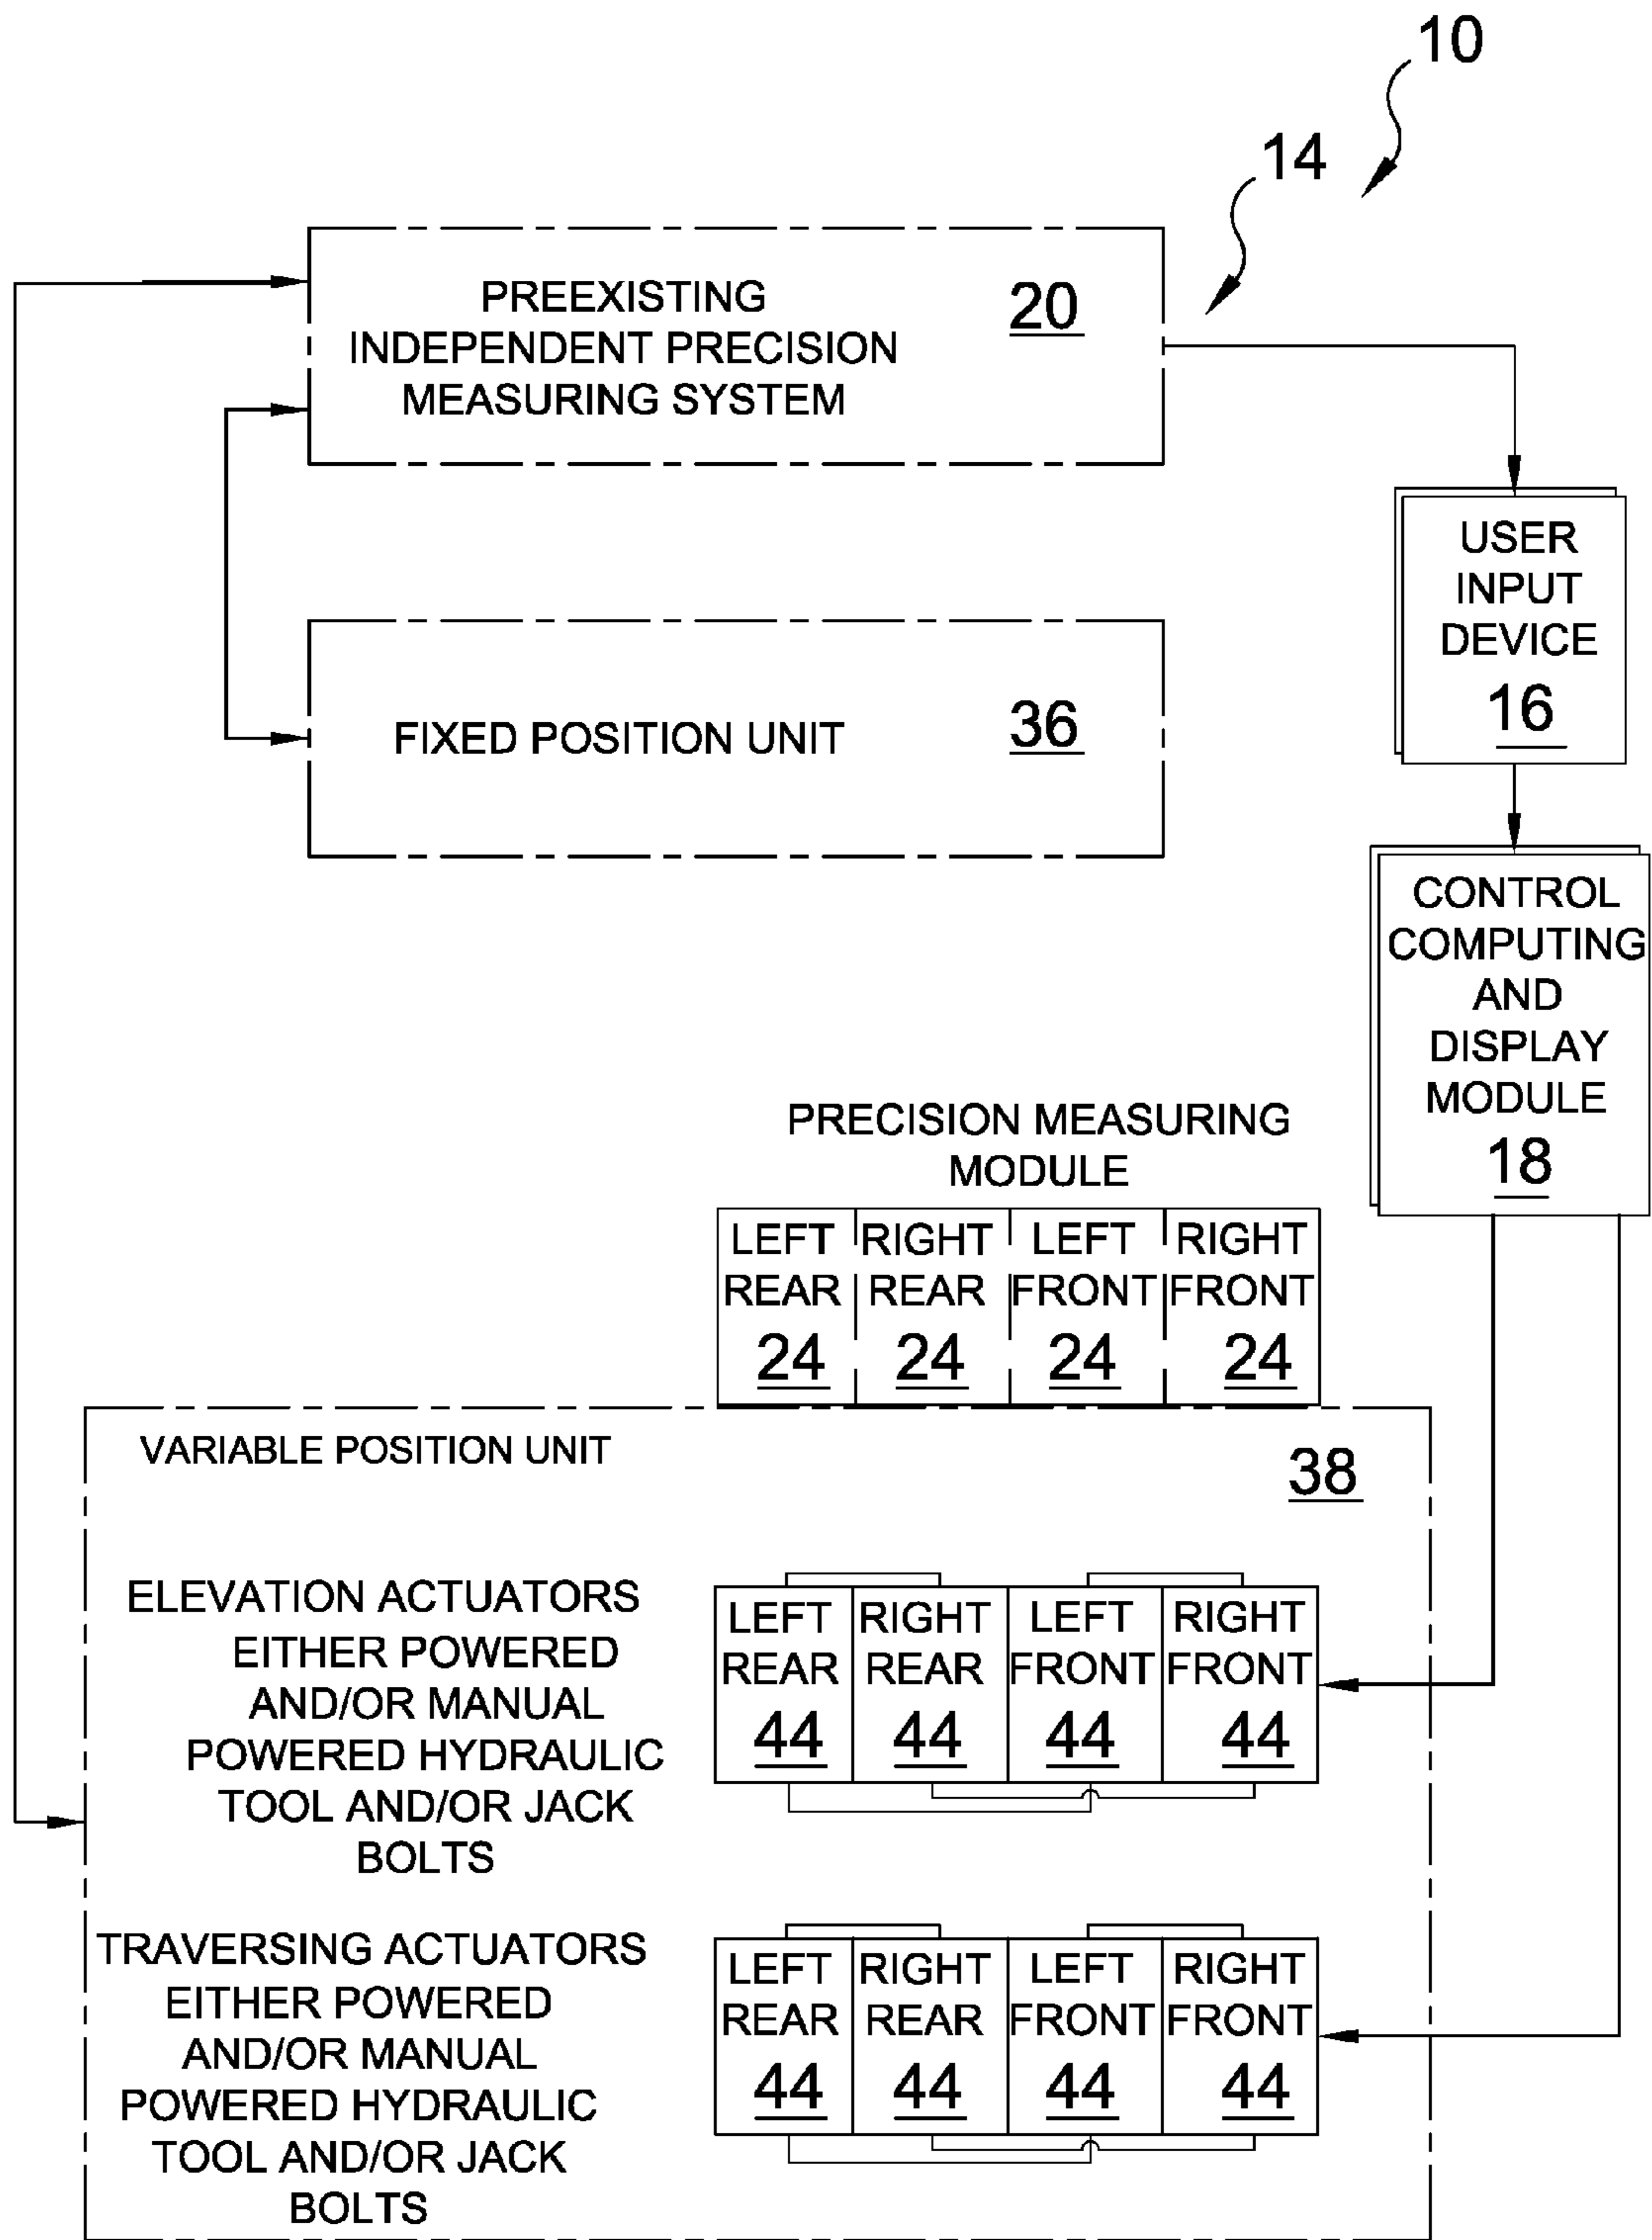 10
14
PREEXISTING
INDEPENDENT PRECISION
MEASURING SYSTEM
20
USER
INPUT
DEVICE
16
FIXED POSITION UNIT
36
CONTROL
COMPUTING
AND
DISPLAY
MODULE
18
PRECISION MEASURING
MODULE
LEFT
REAR
24
RIGHT
REAR
24
LEFT
FRONT
24
RIGHT
FRONT
24
VARIABLE POSITION UNIT
38
ELEVATION ACTUATORS
EITHER POWERED
AND/OR MANUAL
POWERED HYDRAULIC
TOOL AND/OR JACK
BOLTS
LEFT
REAR
44
RIGHT
REAR
44
LEFT
FRONT
44
RIGHT
FRONT
44
TRAVERSING ACTUATORS
EITHER POWERED
AND/OR MANUAL
POWERED HYDRAULIC
TOOL AND/OR JACK
BOLTS
LEFT
REAR
44
RIGHT
REAR
44
LEFT
FRONT
44
RIGHT
FRONT
44